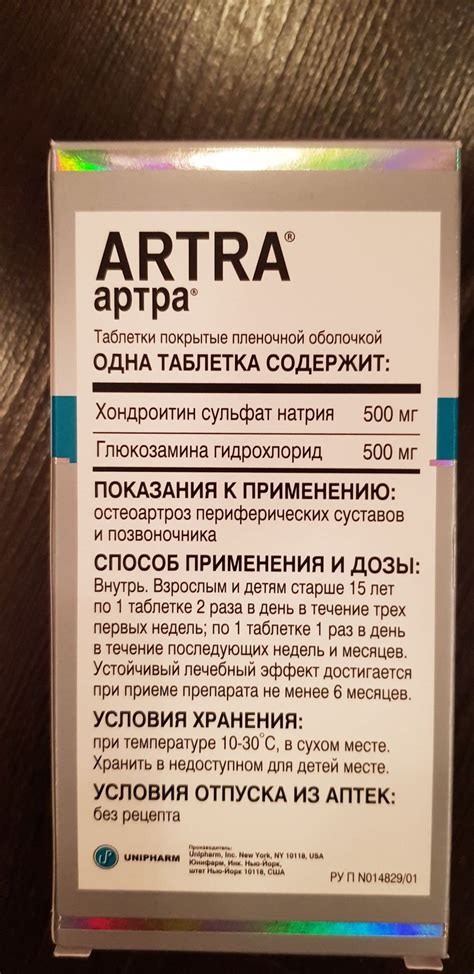 ARTRA®
артра®
Таблетки покрытые пленочной оболочкой
ОДНА ТАБЛЕТКА СОДЕРЖИТ:
Хондроитин сульфат натрия 500 мг
Глюкозамина гидрохлорид 500 мг
ПОКАЗАНИЯ К ПРИМЕНЕНИЮ:
остеоартроз периферических суставов
и позвоночника
СПОСОБ ПРИМЕНЕНИЯ И ДОЗЫ:
Внутрь. Взрослым и детям старше 15 лет
по 1 таблетке 2 раза в день в течение трех
первых недель; по 1 таблетке 1 раз в день
в течение последующих недель и месяцев.
Устойчивый лечебный эффект достигается
при приеме препарата не менее 6 месяцев.
УСЛОВИЯ ХРАНЕНИЯ:
при температуре 10-30°С, в сухом месте.
Хранить в недоступном для детей месте.
УСЛОВИЯ ОТПУСКА ИЗ АПТЕК:
без рецепта
UNIPHARM
Производитель:
Unipharm, Inc. New York, NY 10118, USA
Юнифарм, Инк. Нью-Йорк,
штат Нью-Йорк 10118, США
РУ П N014829/01